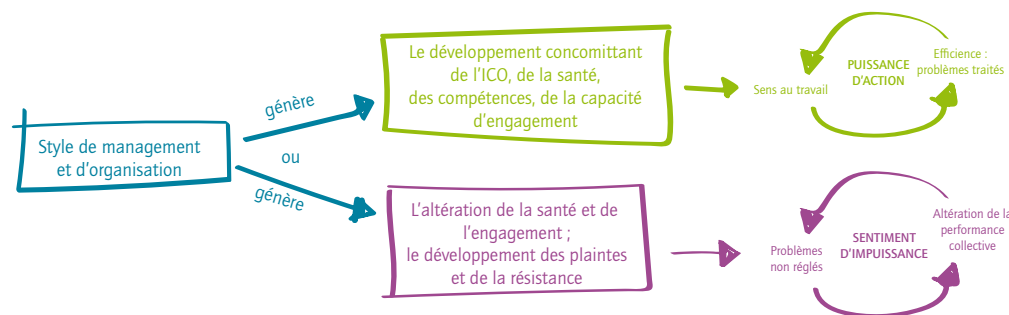 Style de management
et d'organisation
génère
ou
génère
Le développement concomitant
de l'ICO, de la santé,
des compétences, de la capacité
d'engagement
Sens au travail
PUISSANCE
D'ACTION
Efficience :
problèmes traités
L'altération de la santé et de
l'engagement ;
le développement des plaintes
et de la résistance
Problèmes
non réglés
SENTIMENT
D'IMPUISSANCE
Altération de la
performance
collective